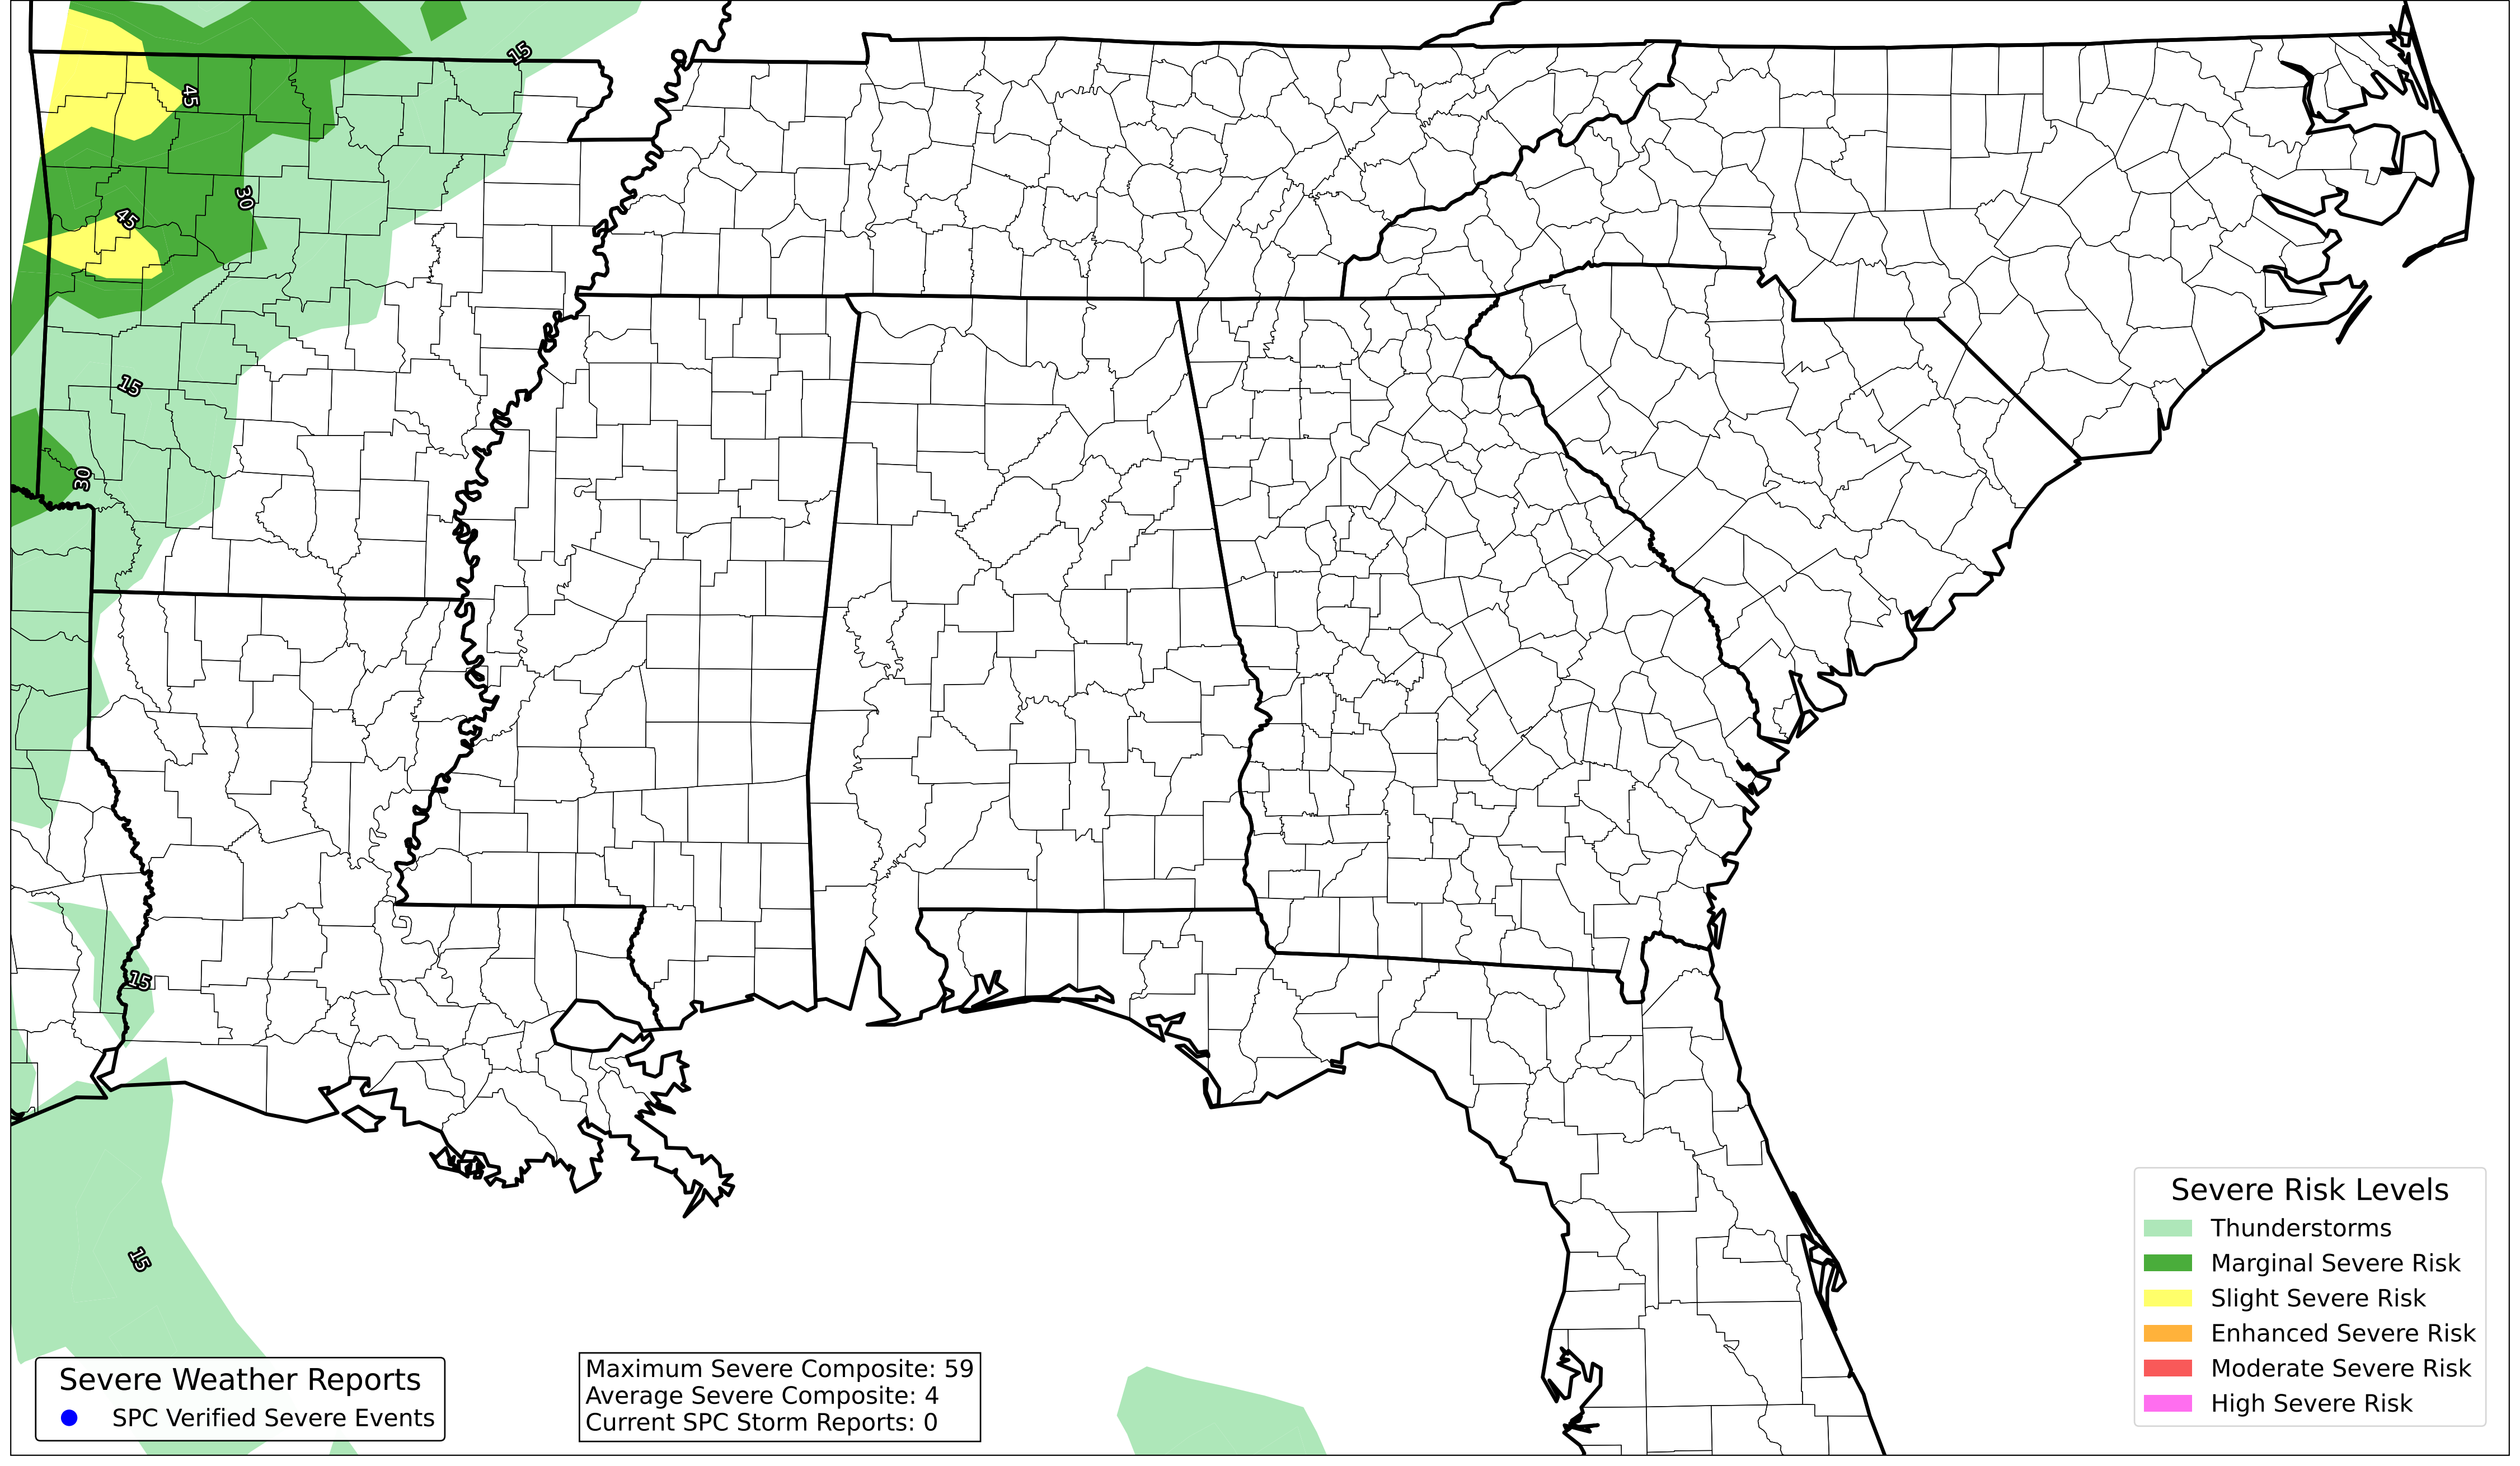 15
45
30
45
15
30
15
15
Severe Risk Levels
Thunderstorms
Marginal Severe Risk
Slight Severe Risk
Enhanced Severe Risk
Moderate Severe Risk
High Severe Risk
Severe Weather Reports
SPC Verified Severe Events
Maximum Severe Composite: 59
Average Severe Composite: 4
Current SPC Storm Reports: 0